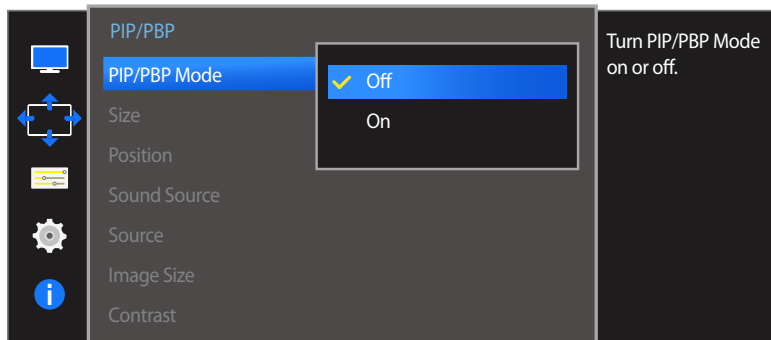 PIP/PBP
PIP/PBP Mode
Size
Position
Sound Source
Source
Image Size
Contrast
Off
On
Turn PIP/PBP Mode
on or off.
i